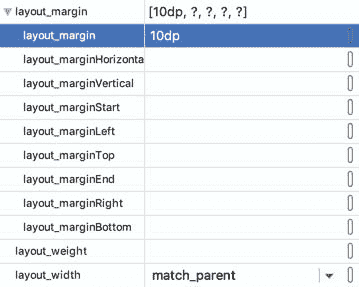 layout_margin [10dp, ?, ?, ?, ?]
layout_margin 10dp
layout_marginHorizonta
layout_marginVertical
layout_marginStart
layout_marginLeft
layout_marginTop
layout_marginEnd
layout_marginRight
layout_marginBottom
layout_weight
layout_width match_parent